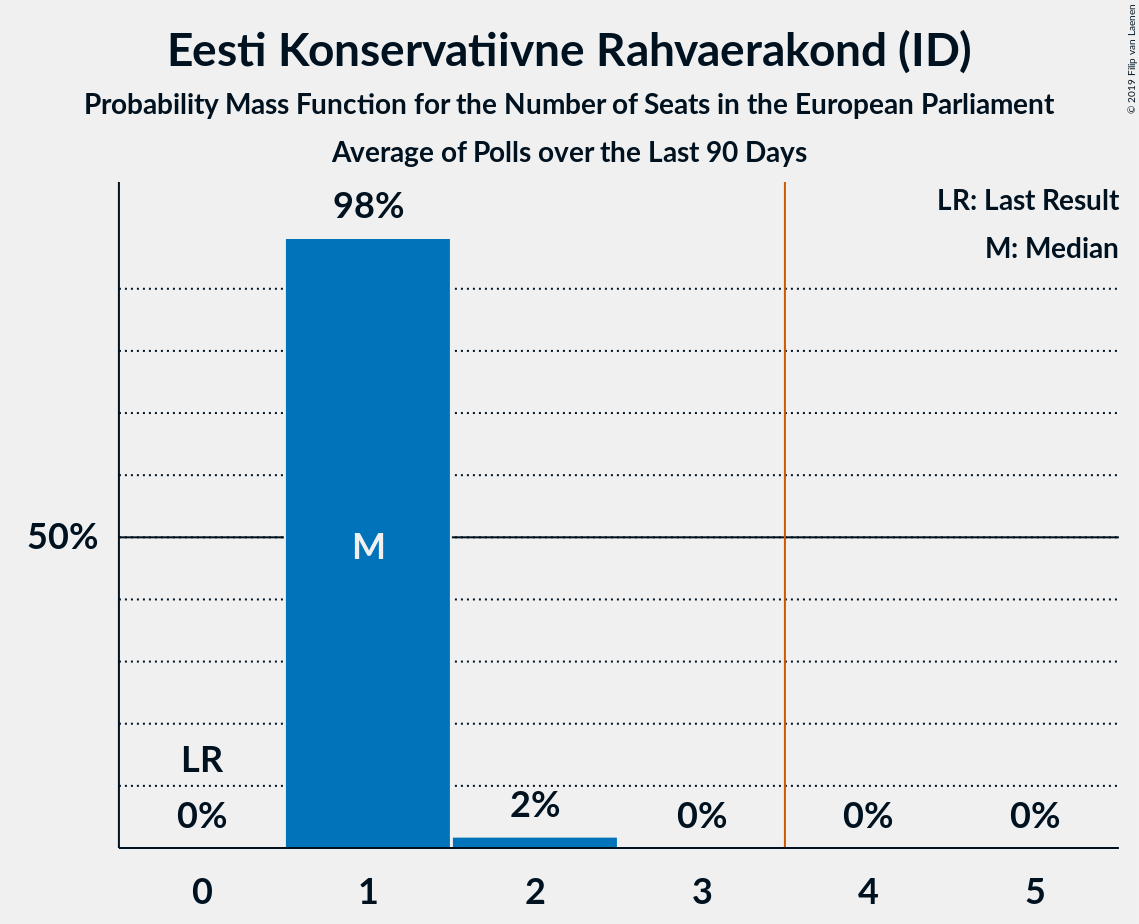 Eesti Konservatiivne Rahvaerakond (ID)
Probability Mass Function for the Number of Seats in the European Parliament
Average of Polls over the Last 90 Days
© 2019 Filip van Laenen
LR: Last Result
M: Median
98%
50%
M
LR
0%
2%
0%
0%
0%
0
1
2
3
4
5